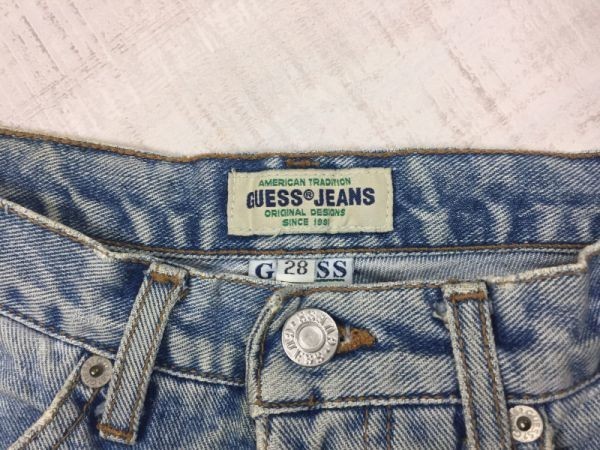 AMERICAN TRADITION
GUESS® JEANS
ORIGINAL DESIGNS
SINCE 1981
G 28 SS